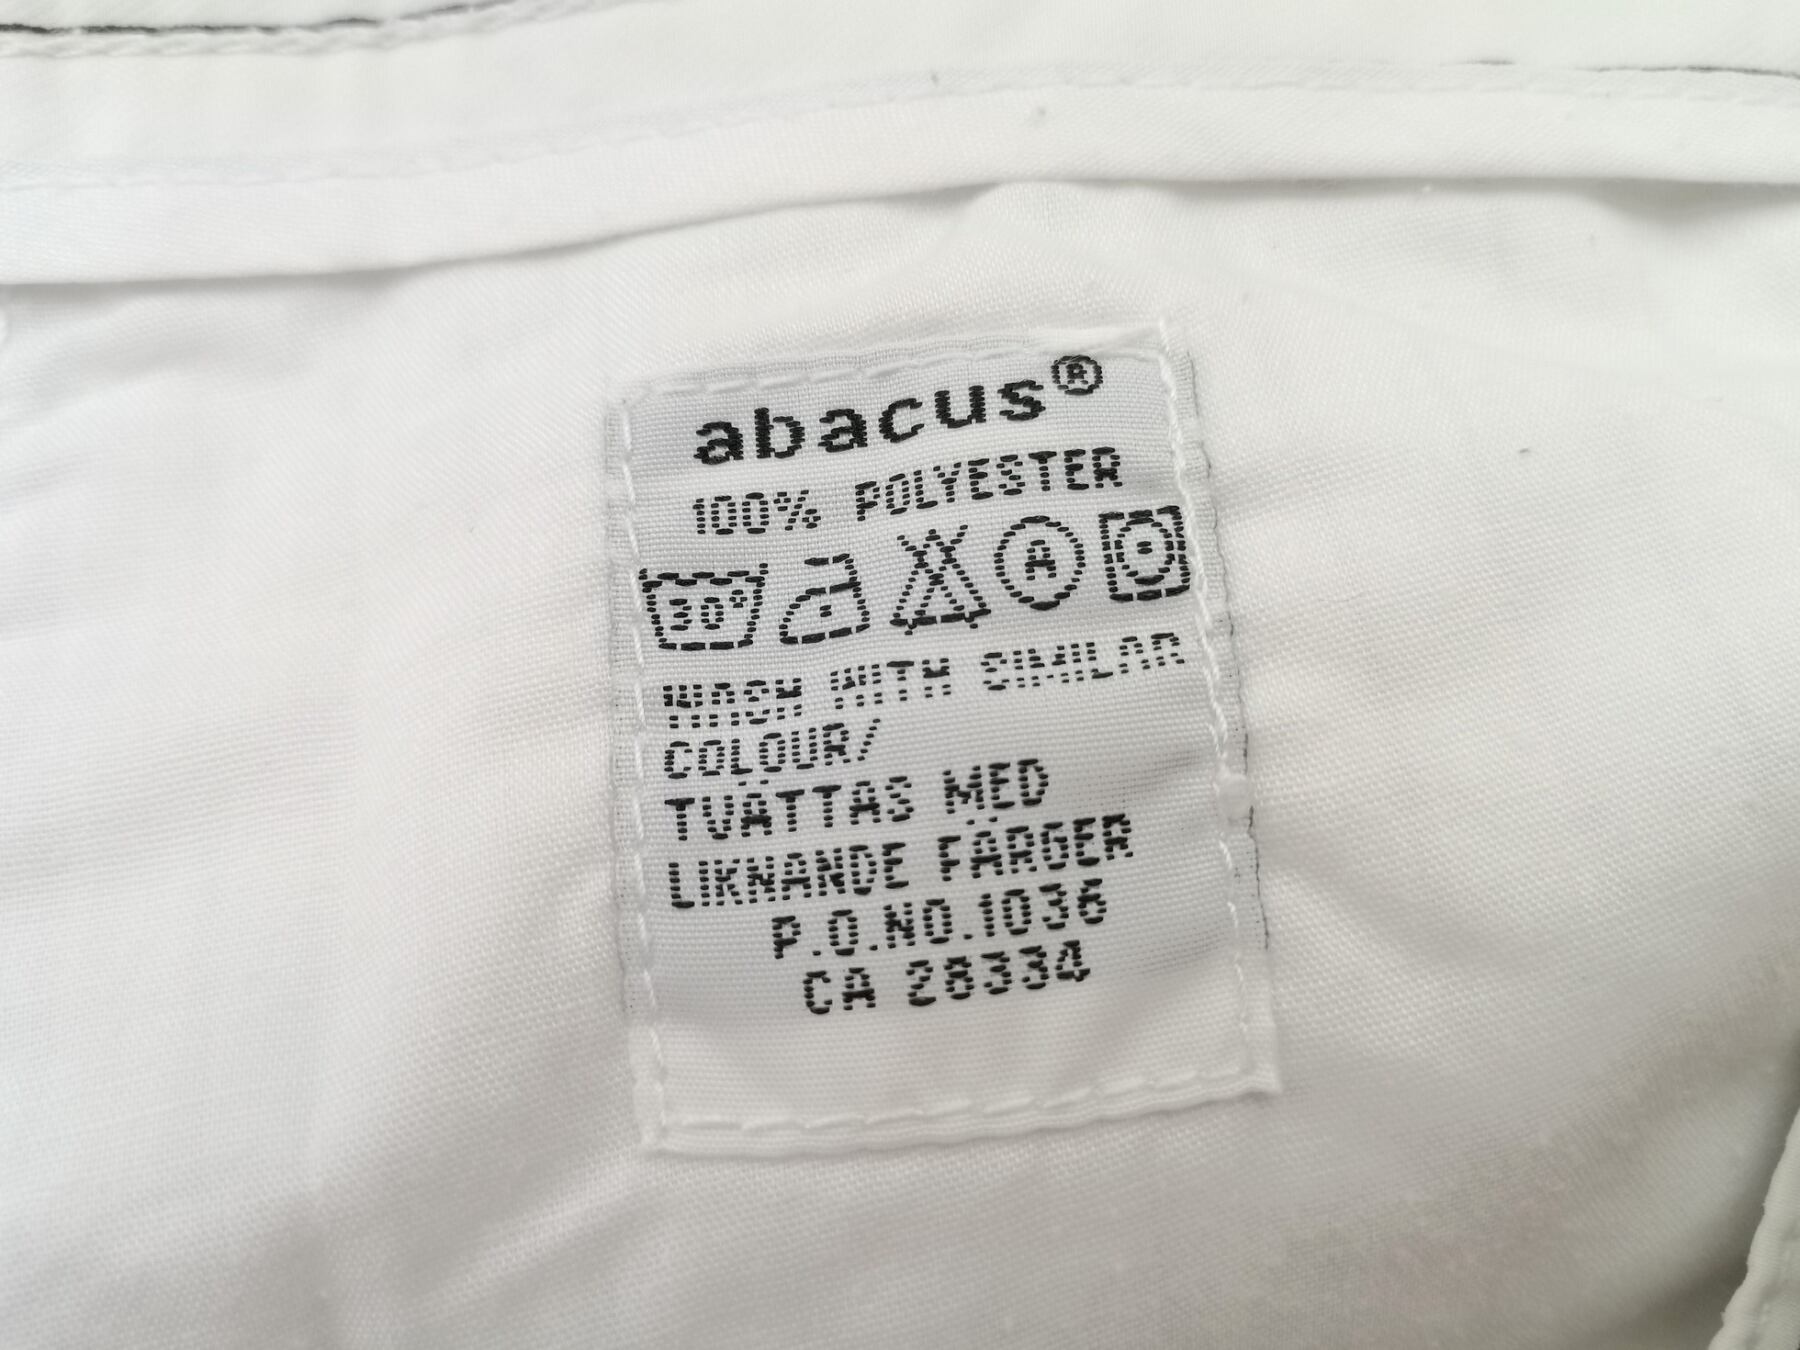 abacus®
100% POLYESTER
30° A
WASH WITH SIMILAR
COLOUR/
TVÄTTAS MED
LIKNANDE FÄRGER
P.O.NO.1036
CA 28334